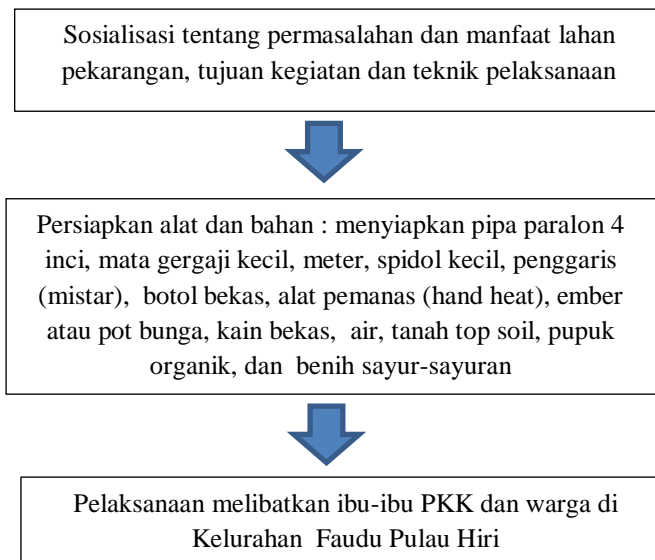 Sosialisasi tentang permasalahan dan manfaat lahan
pekarangan, tujuan kegiatan dan teknik pelaksanaan
Persiapkan alat dan bahan : menyiapkan pipa paralon 4
inci, mata gergaji kecil, meter, spidol kecil, penggaris
(mistar), botol bekas, alat pemanas (hand heat), ember
atau pot bunga, kain bekas, air, tanah top soil, pupuk
organik, dan benih sayur-sayuran
Pelaksanaan melibatkan ibu-ibu PKK dan warga di
Kelurahan Faudu Pulau Hiri